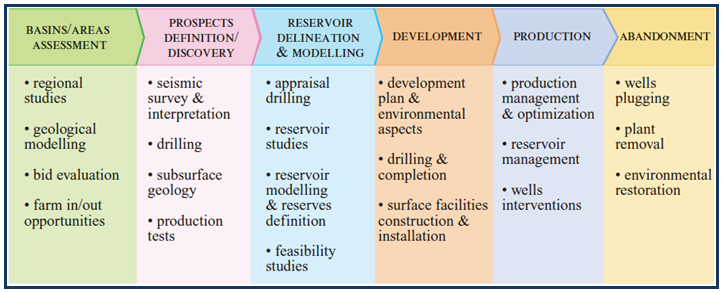 BASINS/AREAS
ASSESSMENT
• regional
studies
• geological
modelling
• bid evaluation
• farm in/out
opportunities
PROSPECTS
DEFINITION/
DISCOVERY
• seismic
survey &
interpretation
• drilling
• subsurface
geology
• production
tests
RESERVOIR
DELINEATION
& MODELLING
• appraisal
drilling
• reservoir
studies
• reservoir
modelling
& reserves
definition
• feasibility
studies
DEVELOPMENT
• development
plan &
environmental
aspects
• drilling &
completion
• surface facilities
construction &
installation
PRODUCTION
• production
management
& optimization
• reservoir
management
• wells
interventions
ABANDONMENT
• wells
plugging
• plant
removal
• environmental
restoration